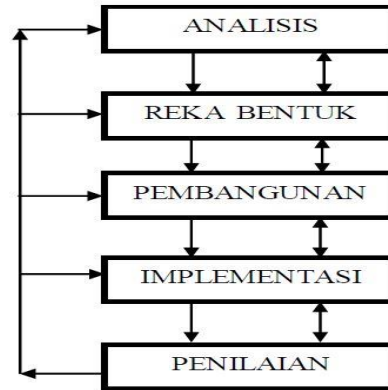 ANALISIS
REKA BENTUK
PEMBANGUNAN
IMPLEMENTASI
PENILAIAN